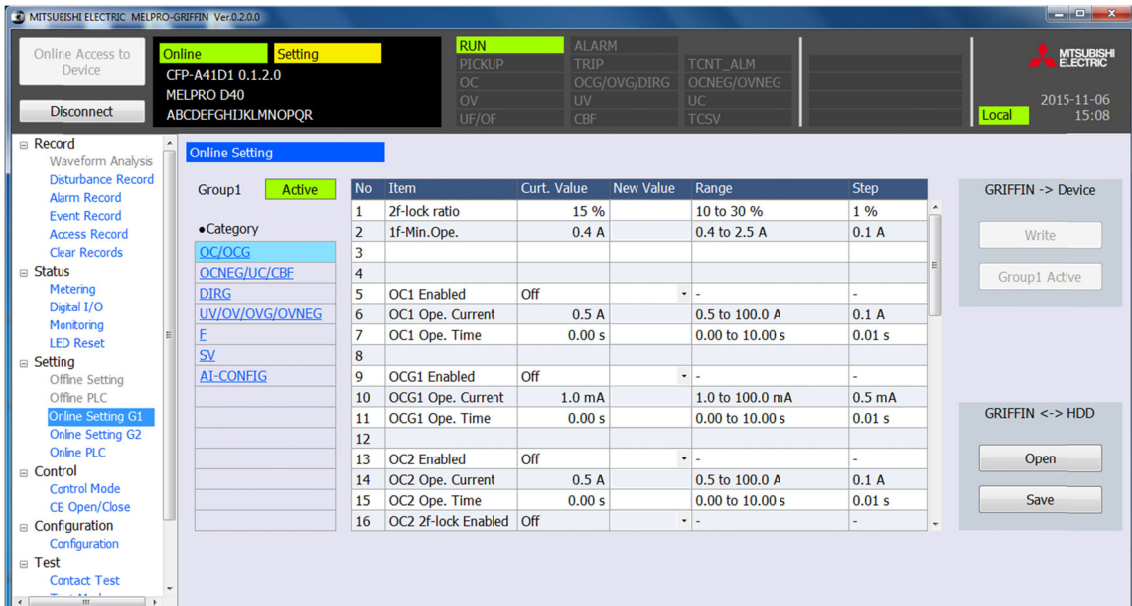 MITSUBISHI ELECTRIC MELPRO-GRIFFIN Ver.0.2.0.0
Online Access to Device
Disconnect
Online Setting
CFP-A41D1 0.1.2.0
MELPRO D40
ABCDEFGHIJKLMNOPQR
RUN ALARM
PICKUP TRIP TCNT_ALM
OC OCG/OVG,DIRG OCNEG/OVNEG
OV UV UC
UF/OF CBF TCSV
MITSUBISHI ELECTRIC
2015-11-06
Local 15:08
Record
Waveform Analysis
Disturbance Record
Alarm Record
Event Record
Access Record
Clear Records
Status
Metering
Digital I/O
Monitoring
LED Reset
Setting
Offline Setting
Offline PLC
Online Setting G1
Online Setting G2
Online PLC
Control
Control Mode
CB Open/Close
Configuration
Configuration
Test
Contact Test
Online Setting
Group1 Active
●Category
OC/OCG
OCNEG/UC/CBF
DIRG
UV/OV/OVG/OVNEG
F
SV
AI-CONFIG
No Item Curt. Value New Value Range Step
1 2f-lock ratio 15 % 10 to 30 % 1 %
2 1f-Min.Ope. 0.4 A 0.4 to 2.5 A 0.1 A
3
4
5 OC1 Enabled Off - -
6 OC1 Ope. Current 0.5 A 0.5 to 100.0 A 0.1 A
7 OC1 Ope. Time 0.00 s 0.00 to 10.00 s 0.01 s
8
9 OCG1 Enabled Off - -
10 OCG1 Ope. Current 1.0 mA 1.0 to 100.0 mA 0.5 mA
11 OCG1 Ope. Time 0.00 s 0.00 to 10.00 s 0.01 s
12
13 OC2 Enabled Off - -
14 OC2 Ope. Current 0.5 A 0.5 to 100.0 A 0.1 A
15 OC2 Ope. Time 0.00 s 0.00 to 10.00 s 0.01 s
16 OC2 2f-lock Enabled Off - -
GRIFFIN -> Device
Write
Group1 Active
GRIFFIN <-> HDD
Open
Save